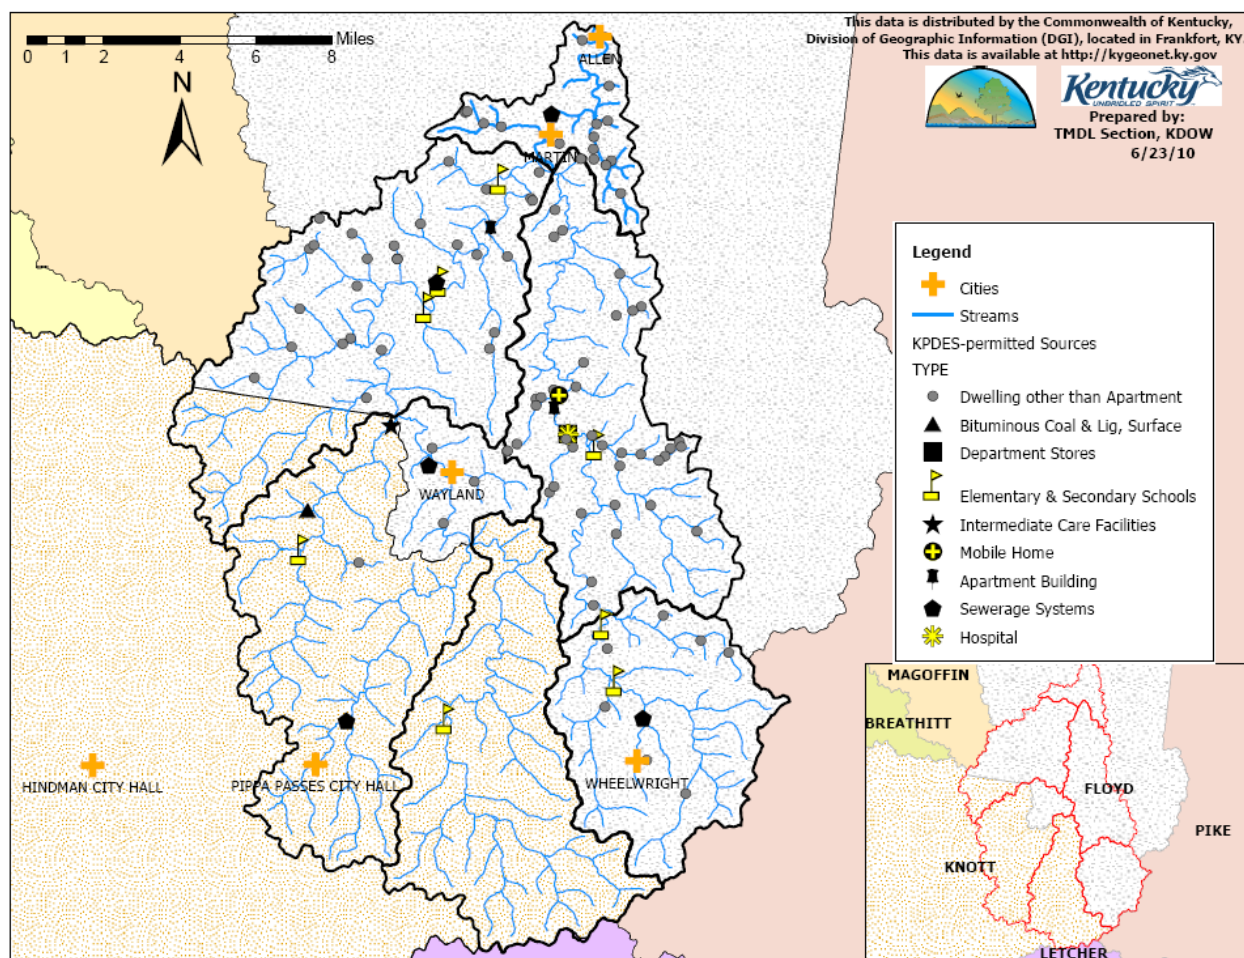 This data is distributed by the Commonwealth of Kentucky,
Division of Geographic Information (DGI), located in Frankfort, KY.
This data is available at http://kygeonet.ky.gov
Kentucky
UNBRIDLED SPIRIT
Prepared by:
TMDL Section, KDOW
6/23/10
Miles
0 1 2 4 6 8
N
ALLEN
MARTIN
WAYLAND
HINDMAN CITY HALL
PIPPA PASSES CITY HALL
WHEELWRIGHT
Legend
Cities
Streams
KPDES-permitted Sources
TYPE
Dwelling other than Apartment
Bituminous Coal & Lig, Surface
Department Stores
Elementary & Secondary Schools
Intermediate Care Facilities
Mobile Home
Apartment Building
Sewerage Systems
Hospital
MAGOFFIN
BREATHITT
FLOYD
PIKE
KNOTT
LETCHER